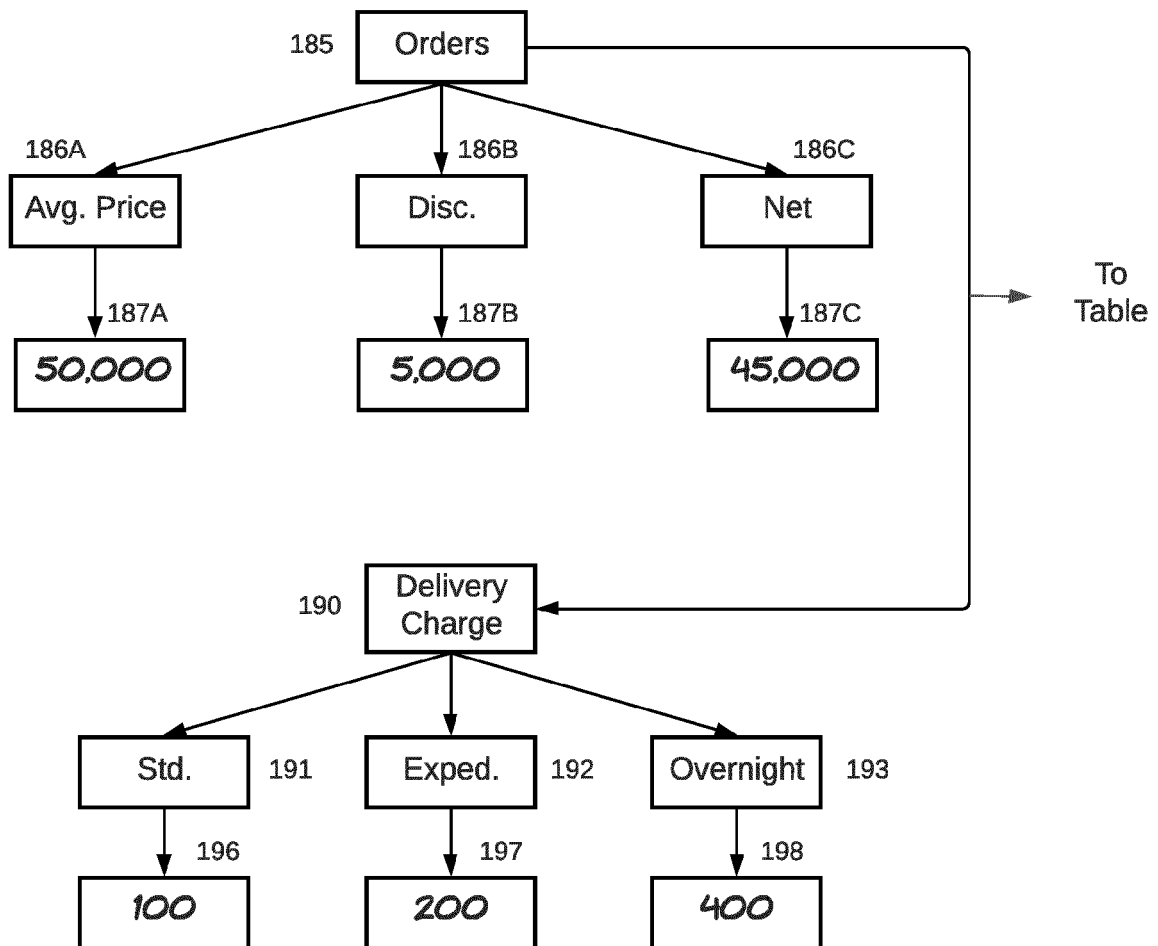 185
Orders
186A
186B
186C
Avg. Price
Disc.
Net
To
Table
187A
187B
187C
50,000
5,000
45,000
190
Delivery
Charge
Std.
191
Exped.
192
Overnight
193
196
197
198
100
200
400